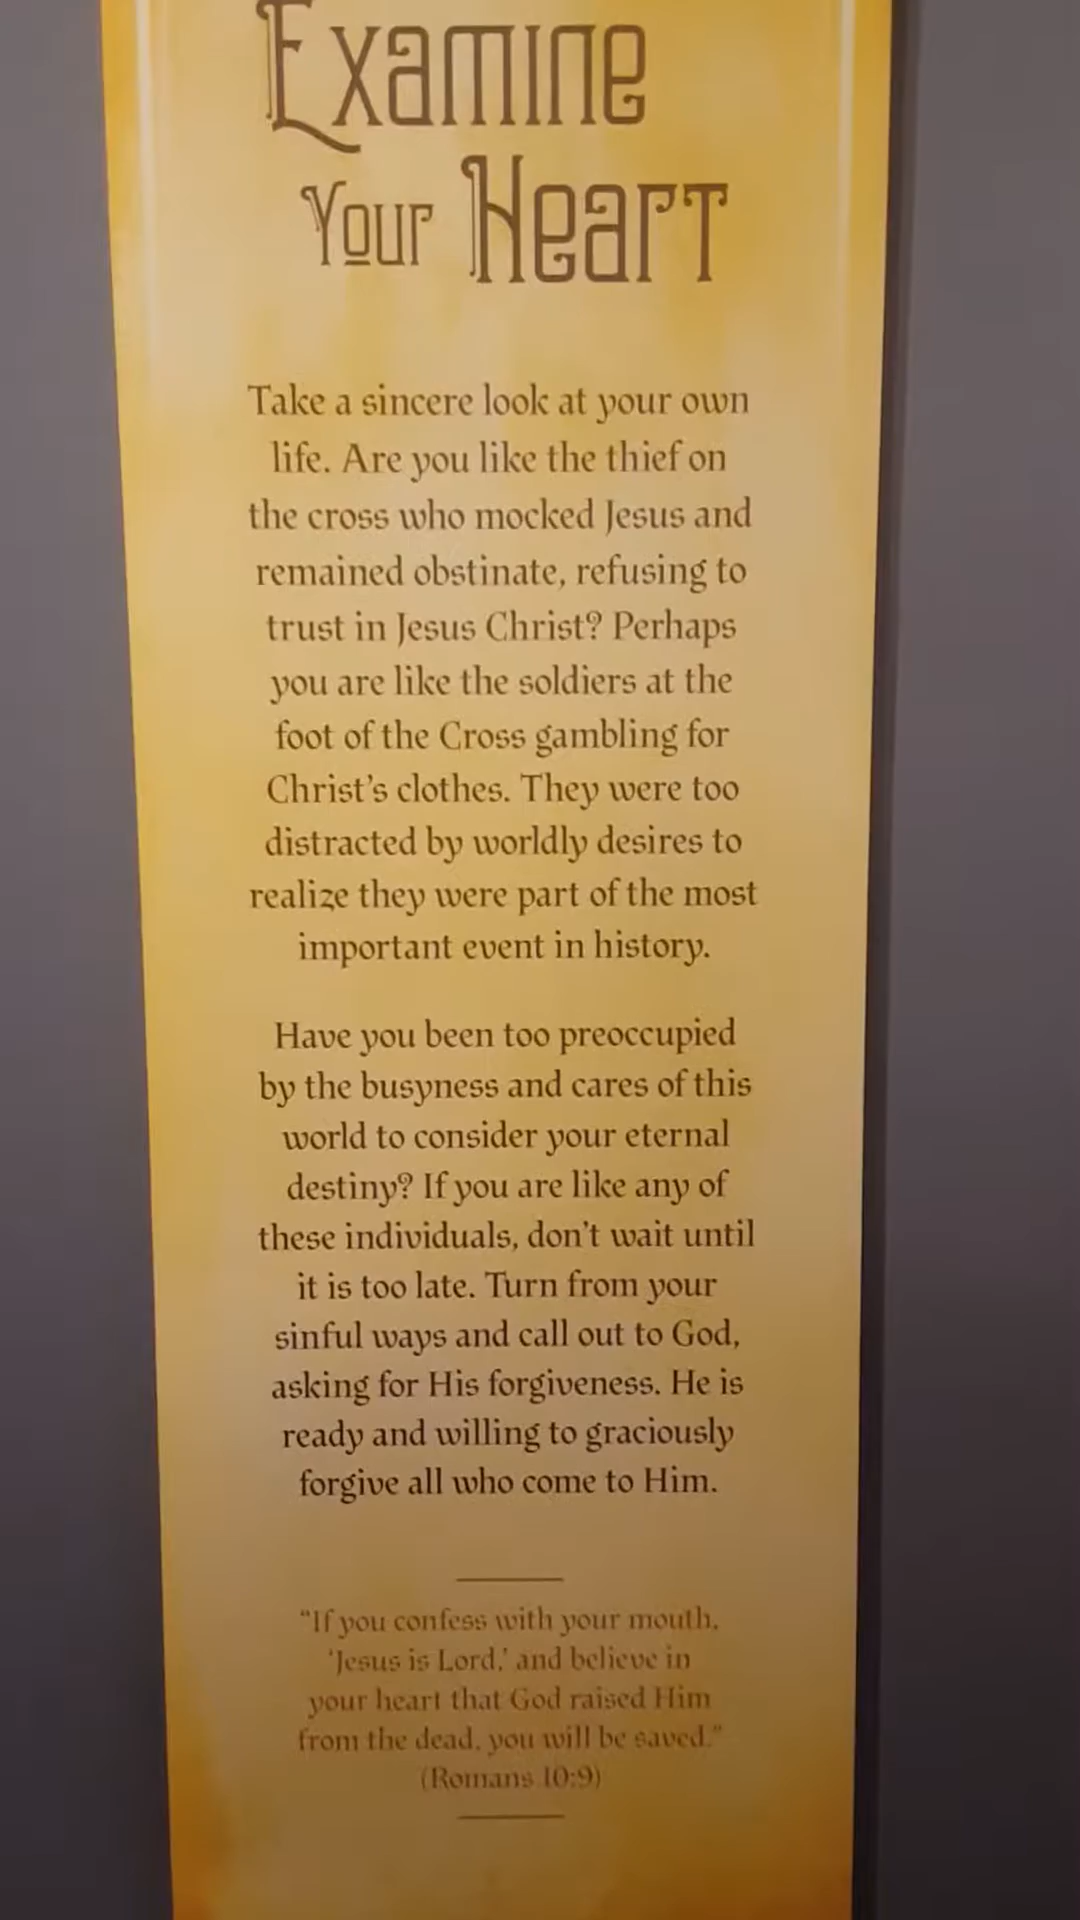 Examine
Your Heart
Take a sincere look at your own
life. Are you like the thief on
the cross who mocked Jesus and
remained obstinate, refusing to
trust in Jesus Christ? Perhaps
you are like the soldiers at the
foot of the Cross gambling for
Christ's clothes. They were too
distracted by worldly desires to
realize they were part of the most
important event in history.
Have you been too preoccupied
by the busyness and cares of this
world to consider your eternal
destiny? If you are like any of
these individuals, don't wait until
it is too late. Turn from your
sinful ways and call out to God,
asking for His forgiveness. He is
ready and willing to graciously
forgive all who come to Him.
"If you confess with your mouth,
'Jesus is Lord,' and believe in
your heart that God raised Him
from the dead, you will be saved."
(Romans 10:9)